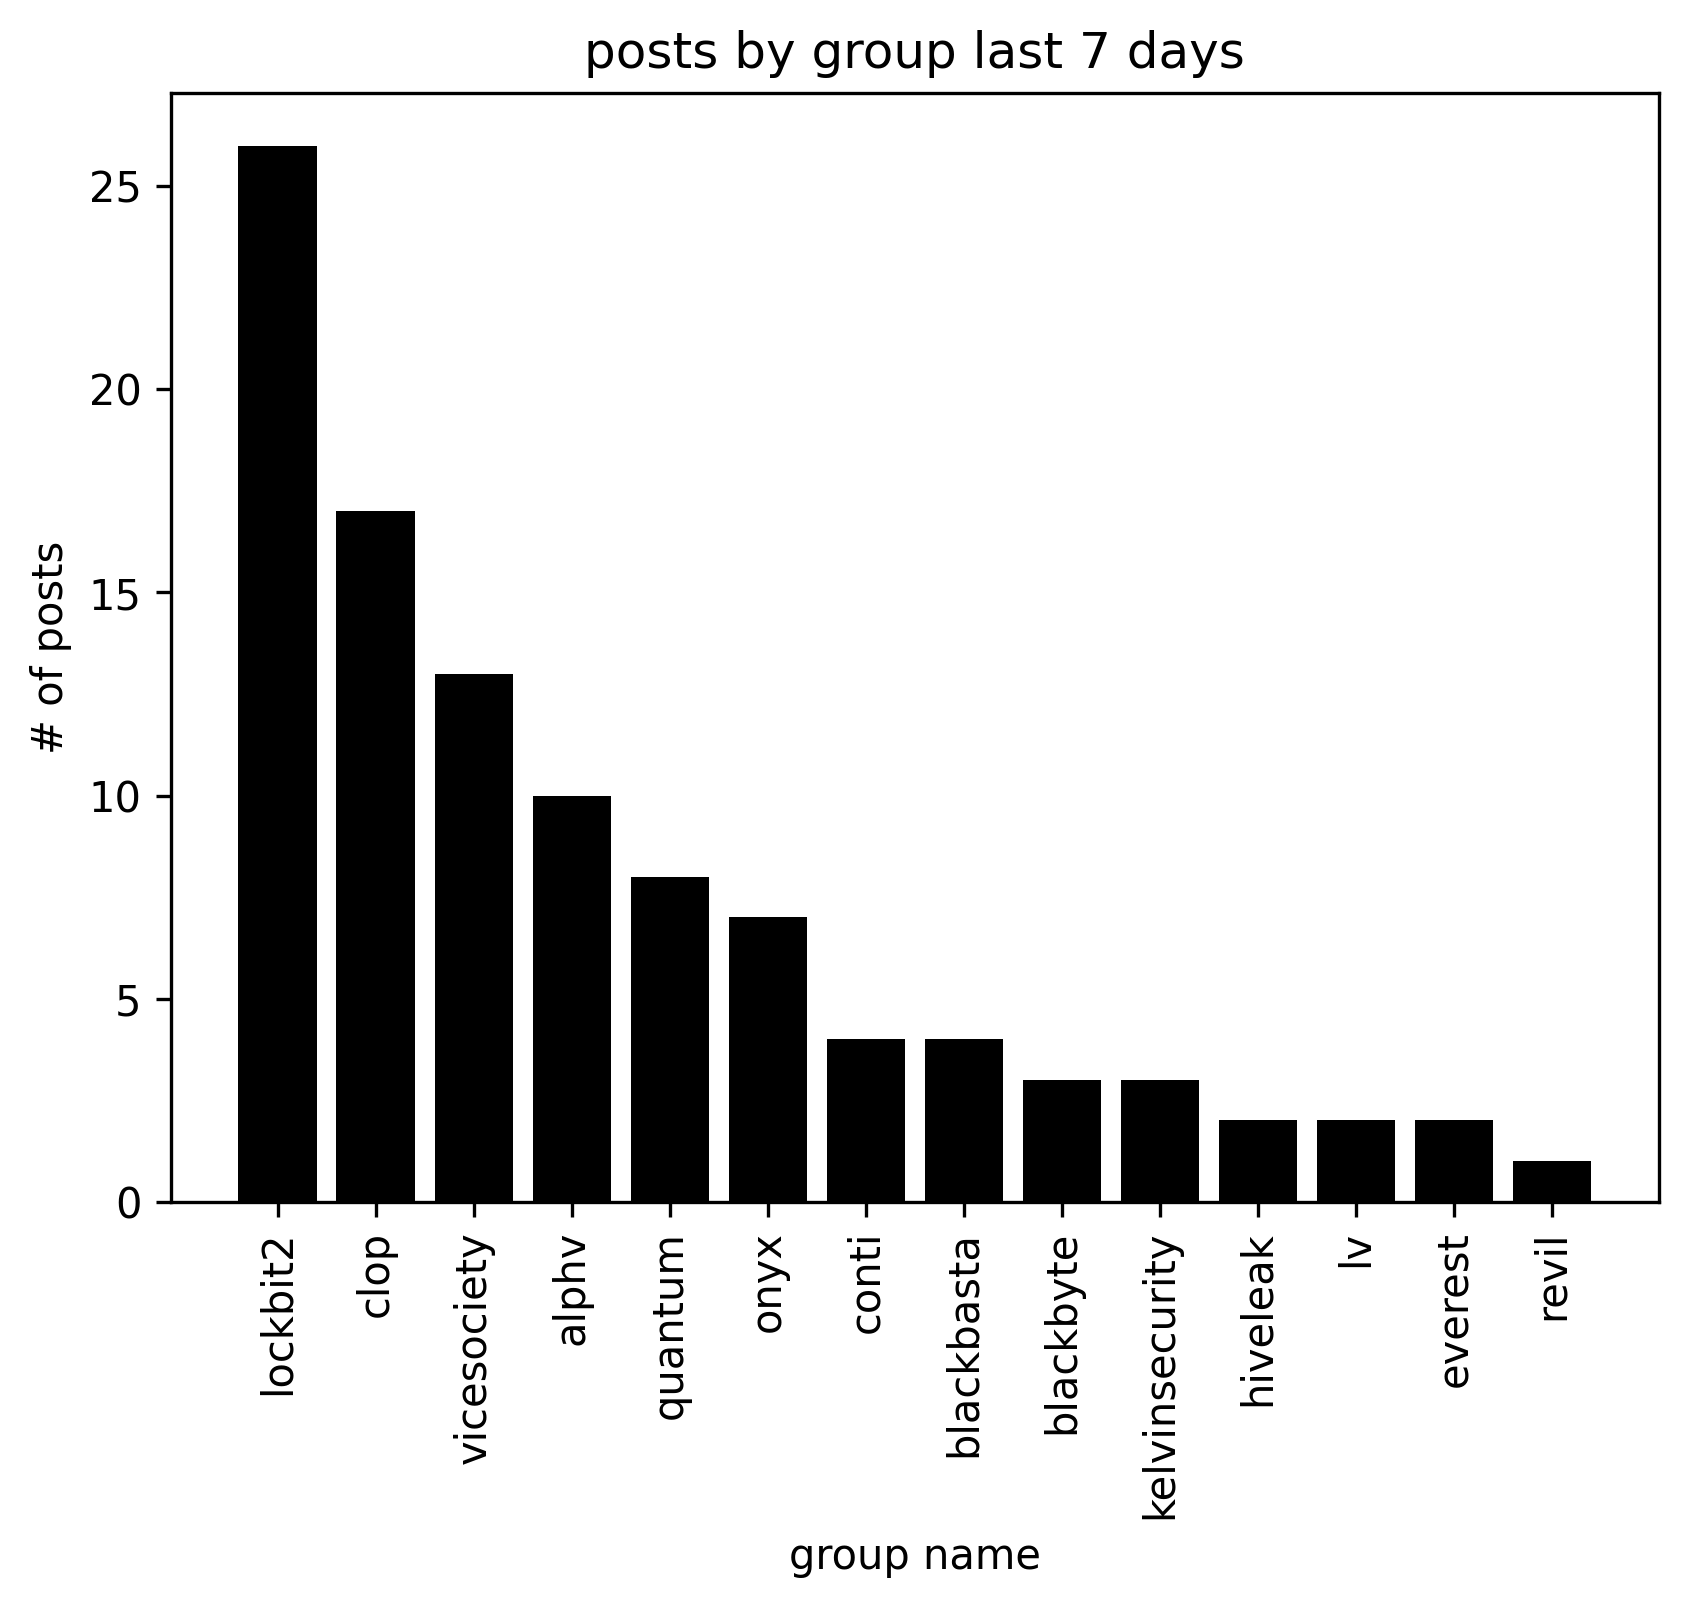 posts by group last 7 days
# of posts
25
20
15
10
5
0
lockbit2
clop
vicesociety
alphv
quantum
onyx
conti
blackbasta
blackbyte
kelvinsecurity
hiveleak
lv
everest
revil
group name